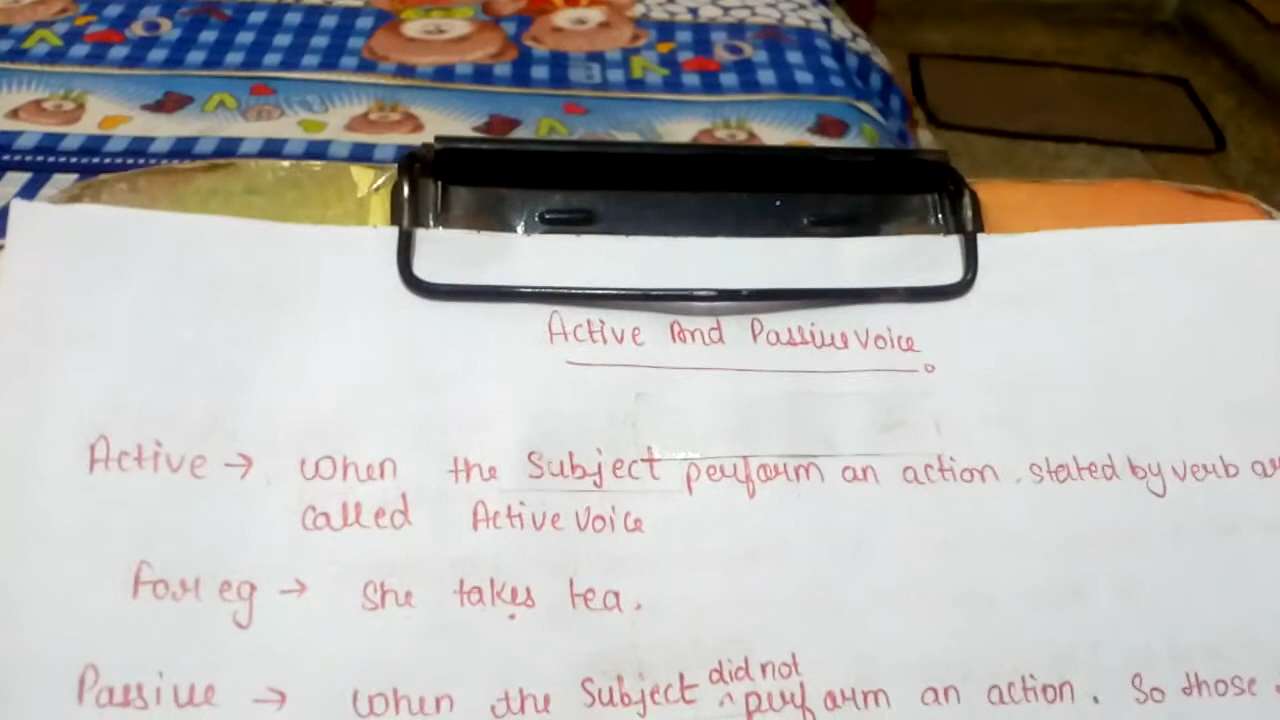 Active And Passive Voice
Active → When the Subject perform an action. stated by verb
called Active Voice
For eg → She takes tea.
Passive → When the Subject did not perform an action. So those